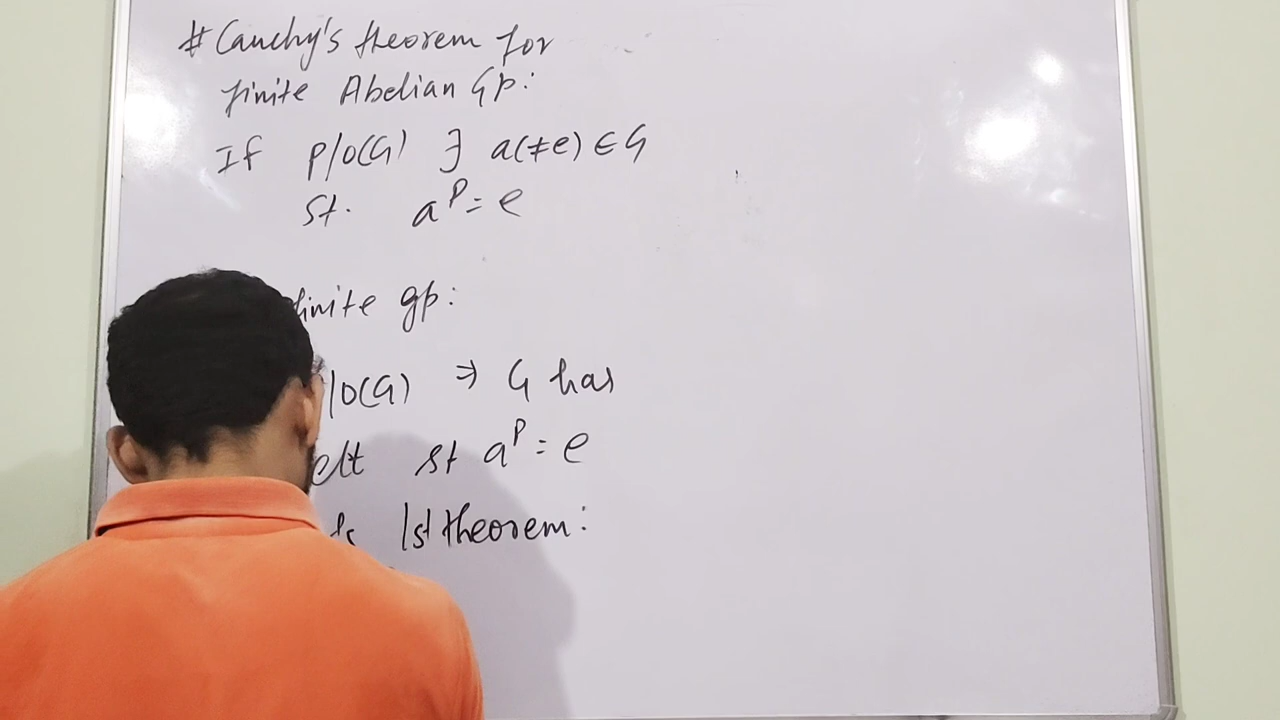 # Cauchy's theorem for
finite Abelian Gp:
If p/o(G) ∃ a(≠e) ∈ G
st. a^p = e
finite gp:
/o(G) ⇒ G has
elt st a^p = e
1st theorem: